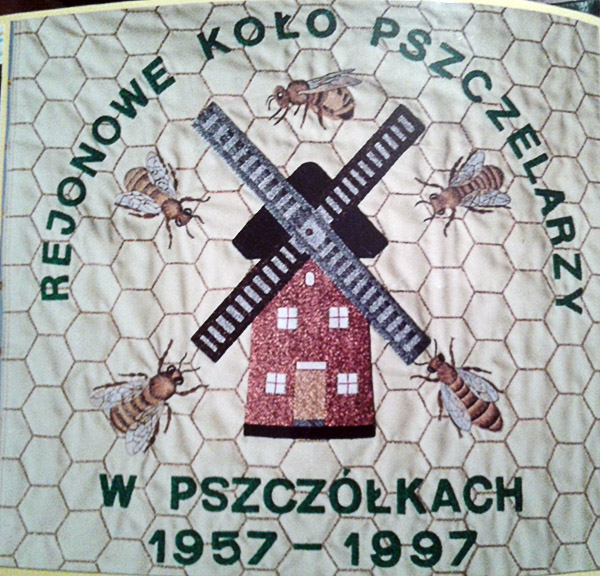 REJONOWE KOŁO PSZCZELARZY
W PSZCZÓŁKACH
1957-1997